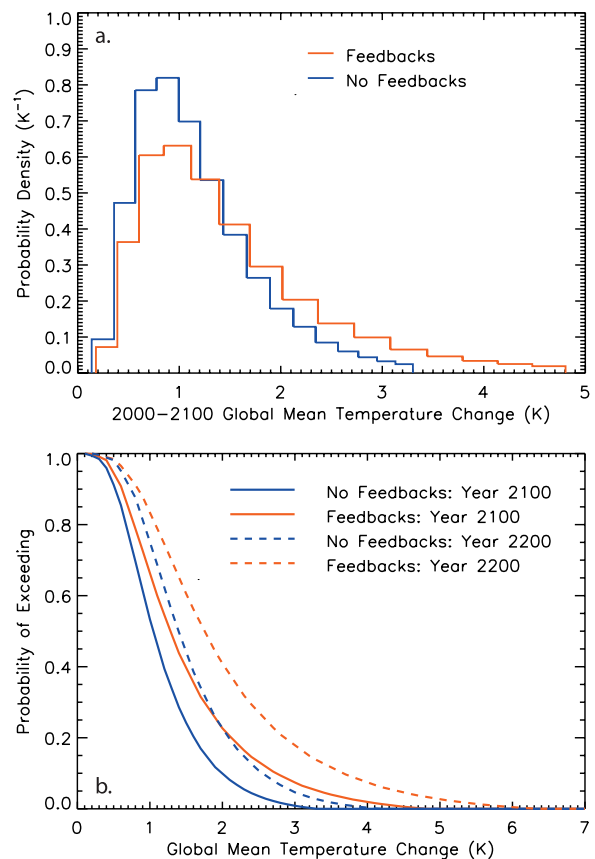 a.
Feedbacks
No Feedbacks
1.0
0.9
0.8
0.7
0.6
0.5
0.4
0.3
0.2
0.1
0.0
Probability Density (K⁻¹)
0 1 2 3 4 5
2000−2100 Global Mean Temperature Change (K)
No Feedbacks: Year 2100
Feedbacks: Year 2100
No Feedbacks: Year 2200
Feedbacks: Year 2200
1.0
0.8
0.6
0.4
0.2
0.0
Probability of Exceeding
b.
0 1 2 3 4 5 6 7
Global Mean Temperature Change (K)